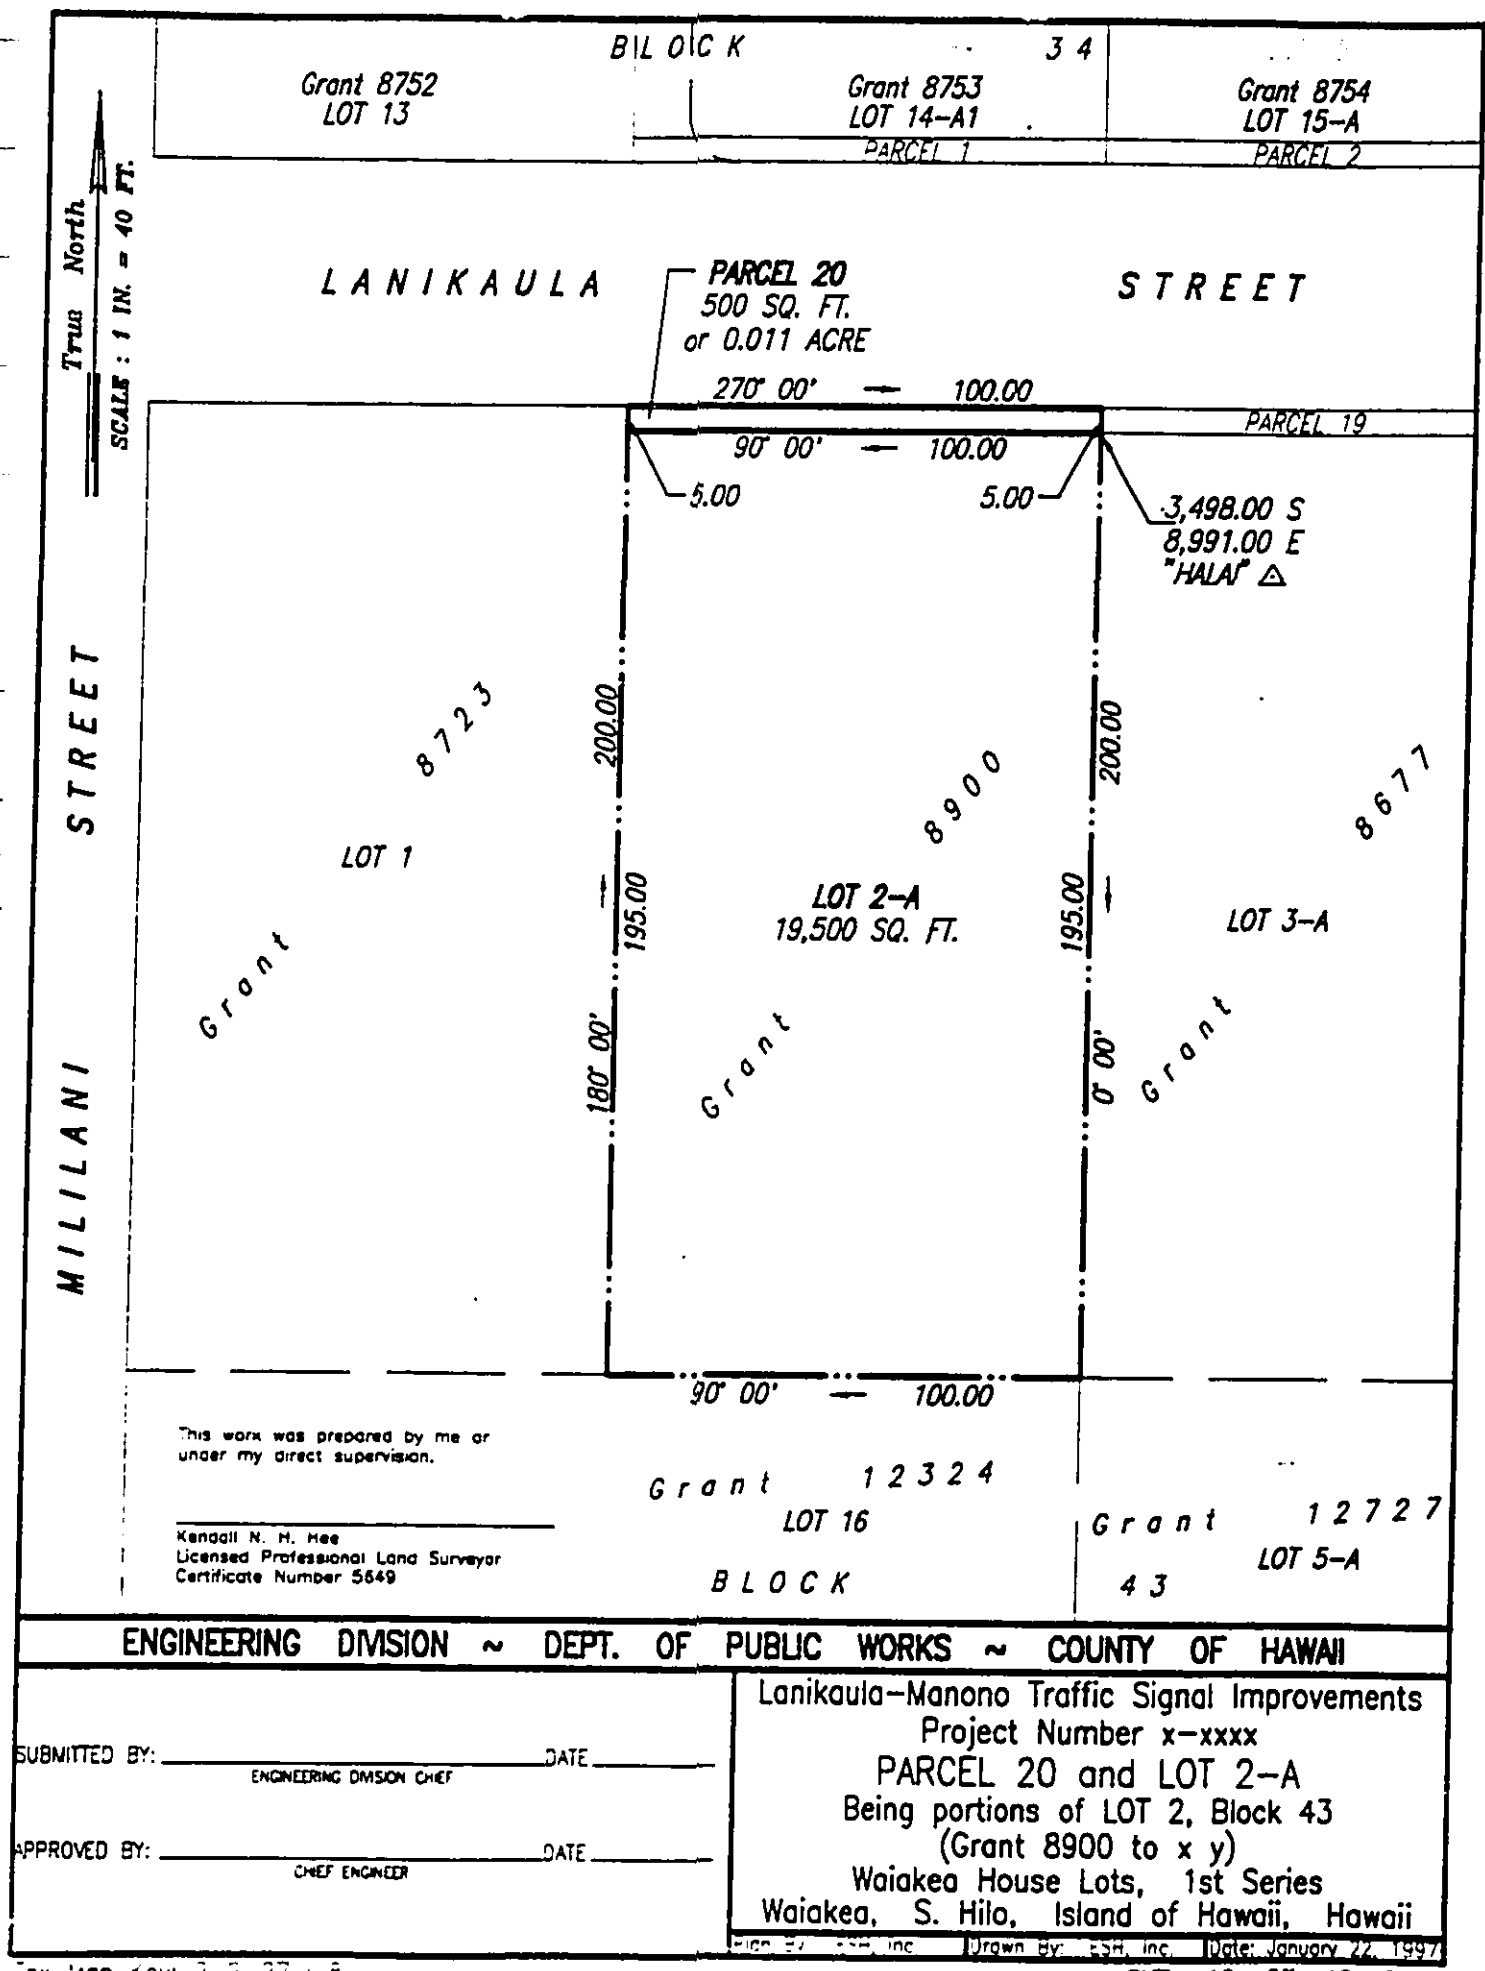 BLOCK 34
Grant 8752
LOT 13
Grant 8753
LOT 14-A1
Grant 8754
LOT 15-A
PARCEL 1
PARCEL 2
True North
SCALE : 1 IN. = 40 FT.
LANIKAULA STREET
PARCEL 20
500 SQ. FT.
or 0.011 ACRE
270° 00' 100.00
PARCEL 19
90° 00' 100.00
5.00
5.00
3,498.00 S
8,991.00 E
"HALAI"
MILILANI STREET
Grant 8723
LOT 1
200.00
195.00
180° 00'
Grant 8900
LOT 2-A
19,500 SQ. FT.
200.00
195.00
0° 00'
Grant 8677
LOT 3-A
90° 00' 100.00
This work was prepared by me or
under my direct supervision.
Kendall N. H. Hee
Licensed Professional Land Surveyor
Certificate Number 5649
Grant 12324
LOT 16
Grant 12727
LOT 5-A
BLOCK 43
ENGINEERING DIVISION ~ DEPT. OF PUBLIC WORKS ~ COUNTY OF HAWAII
SUBMITTED BY: DATE
ENGINEERING DIVISION CHIEF
APPROVED BY: DATE
CHIEF ENGINEER
Lanikaula-Manono Traffic Signal Improvements
Project Number x-xxxx
PARCEL 20 and LOT 2-A
Being portions of LOT 2, Block 43
(Grant 8900 to x y)
Waiakea House Lots, 1st Series
Waiakea, S. Hilo, Island of Hawaii, Hawaii
Inc. Drawn By: ESH, Inc. Date: January 22, 1997